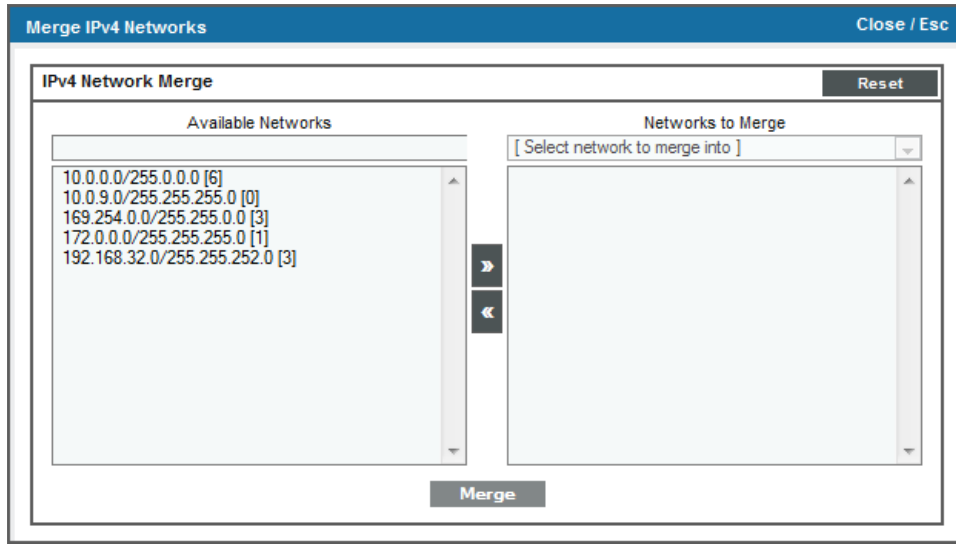 Merge IPv4 Networks
Close / Esc
IPv4 Network Merge
Reset
Available Networks
Networks to Merge
[ Select network to merge into ]
10.0.0.0/255.0.0.0 [6]
10.0.9.0/255.255.255.0 [0]
169.254.0.0/255.255.0.0 [3]
172.0.0.0/255.255.255.0 [1]
192.168.32.0/255.255.252.0 [3]
»
«
Merge